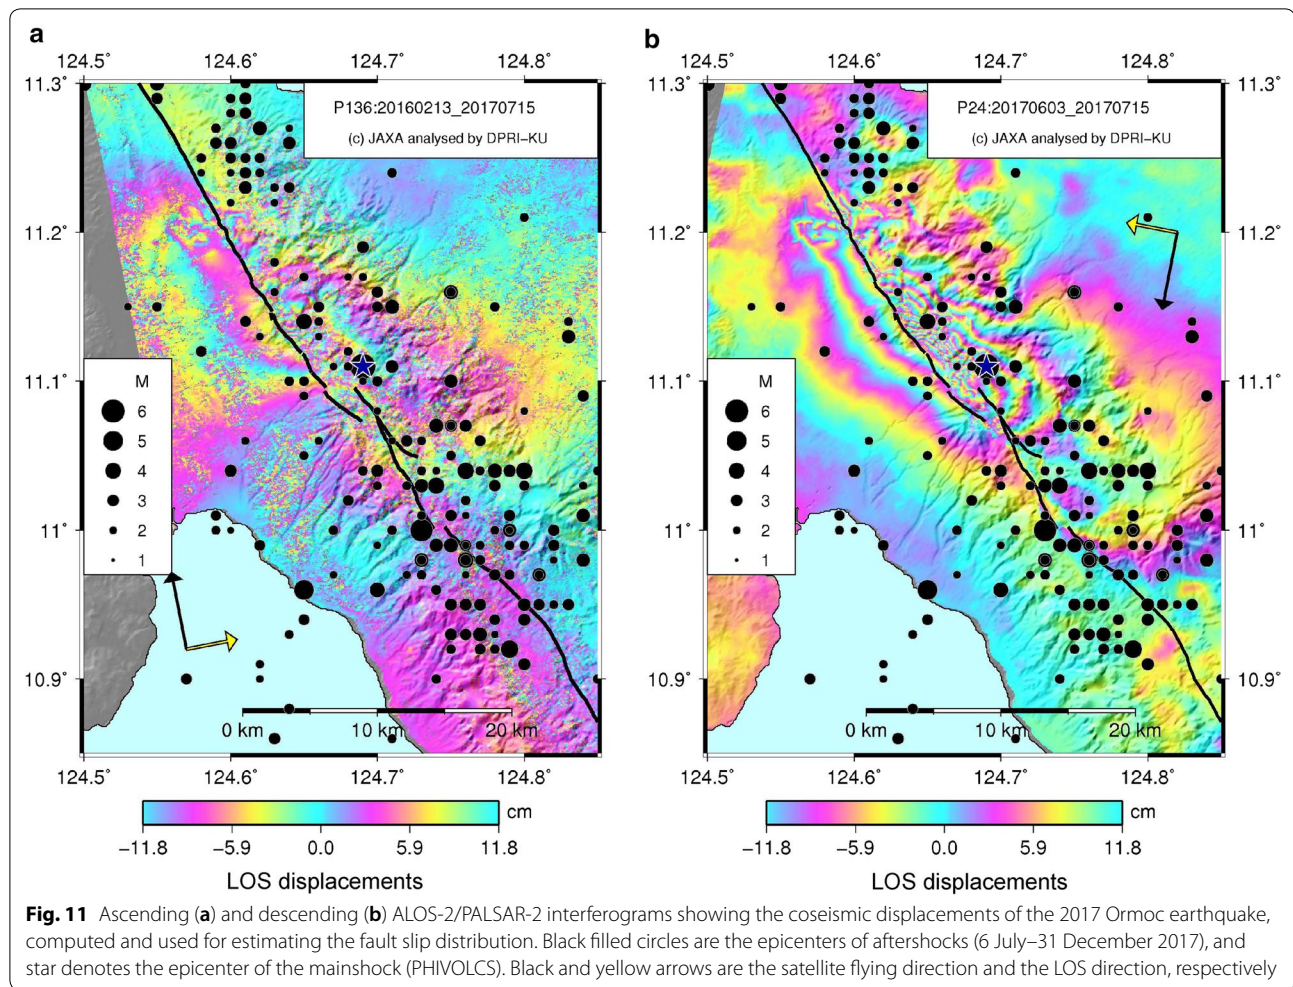 a
124.5° 124.6° 124.7° 124.8°
11.3°
11.2°
11.1°
11°
10.9°
P136:20160213_20170715
(c) JAXA analysed by DPRI−KU
M
6
5
4
3
2
1
0 km 10 km 20 km
124.5° 124.6° 124.7° 124.8°
cm
−11.8 −5.9 0.0 5.9 11.8
LOS displacements
b
124.5° 124.6° 124.7° 124.8°
11.3°
11.2°
11.1°
11°
10.9°
P24:20170603_20170715
(c) JAXA analysed by DPRI−KU
M
6
5
4
3
2
1
0 km 10 km 20 km
124.5° 124.6° 124.7° 124.8°
cm
−11.8 −5.9 0.0 5.9 11.8
LOS displacements
Fig. 11 Ascending (a) and descending (b) ALOS-2/PALSAR-2 interferograms showing the coseismic displacements of the 2017 Ormoc earthquake,
computed and used for estimating the fault slip distribution. Black filled circles are the epicenters of aftershocks (6 July–31 December 2017), and
star denotes the epicenter of the mainshock (PHIVOLCS). Black and yellow arrows are the satellite flying direction and the LOS direction, respectively